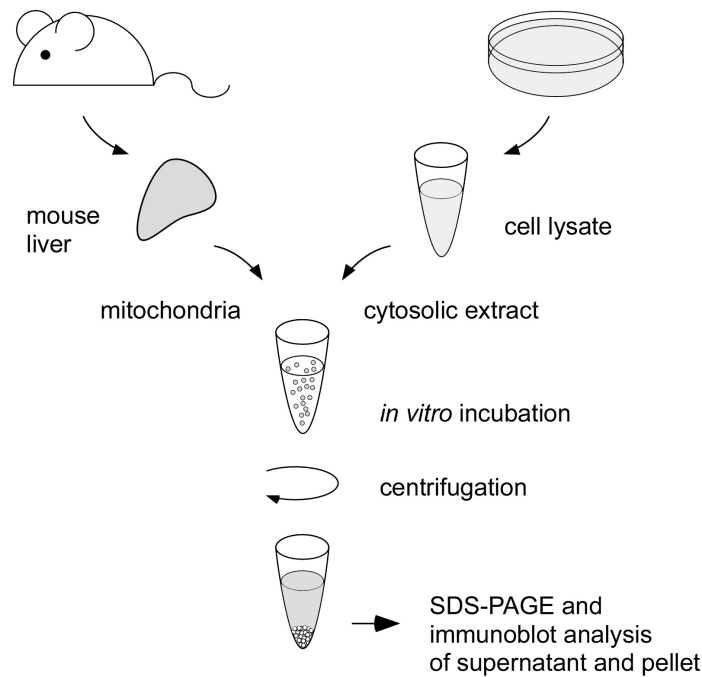 mouse
liver
cell lysate
mitochondria
cytosolic extract
in vitro incubation
centrifugation
SDS-PAGE and
immunoblot analysis
of supernatant and pellet